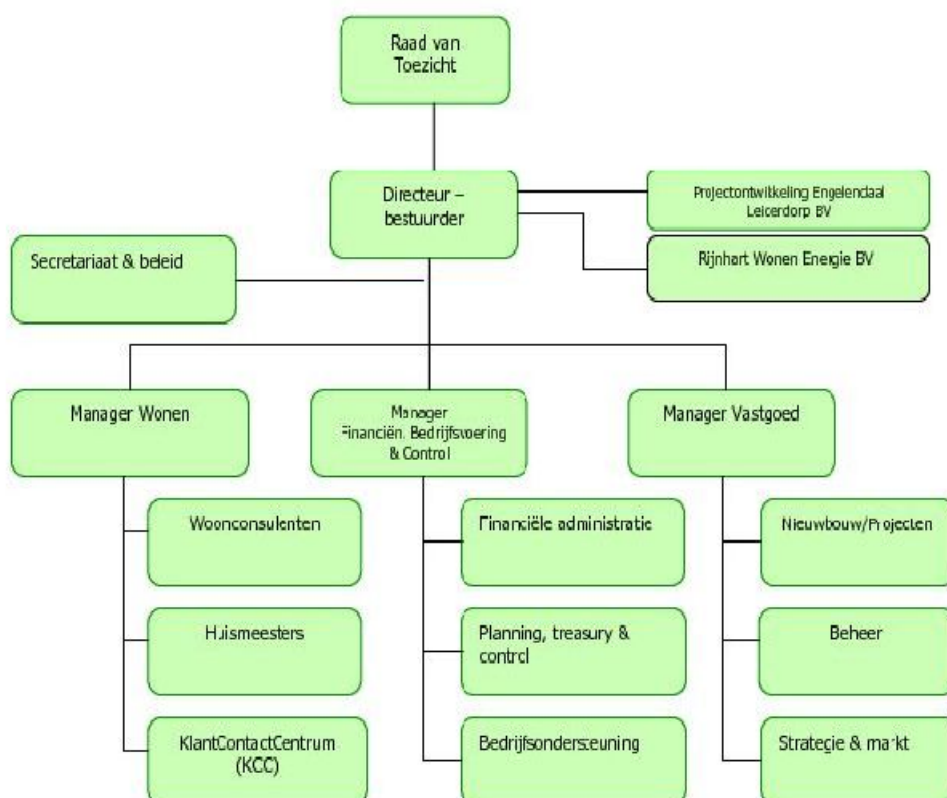 Raad van
Toezicht
Directeur –
bestuurder
Projectontwikkeling Engelendaal
Leiderdorp BV
Secretariaat & beleid
Rijnhart Wonen Energie BV
Manager Wonen
Manager
Financiën, Bedrijfsvoering
& Control
Manager Vastgoed
Woonconsulenten
Financiële administratie
Nieuwbouw/Projecten
Huismeesters
Planning, treasury &
control
Beheer
KlantContactCentrum
(KCC)
Bedrijfsondersteuning
Strategie & markt